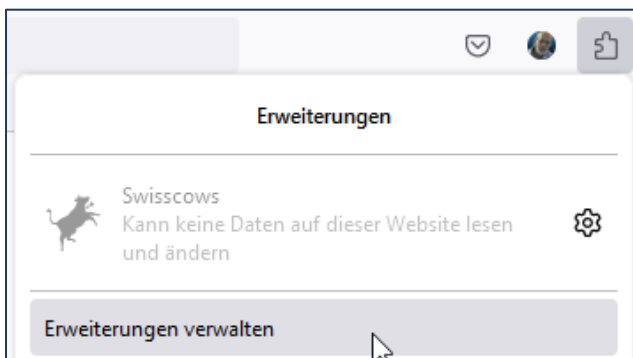 Erweiterungen
Swisscows
Kann keine Daten auf dieser Website lesen
und ändern
Erweiterungen verwalten